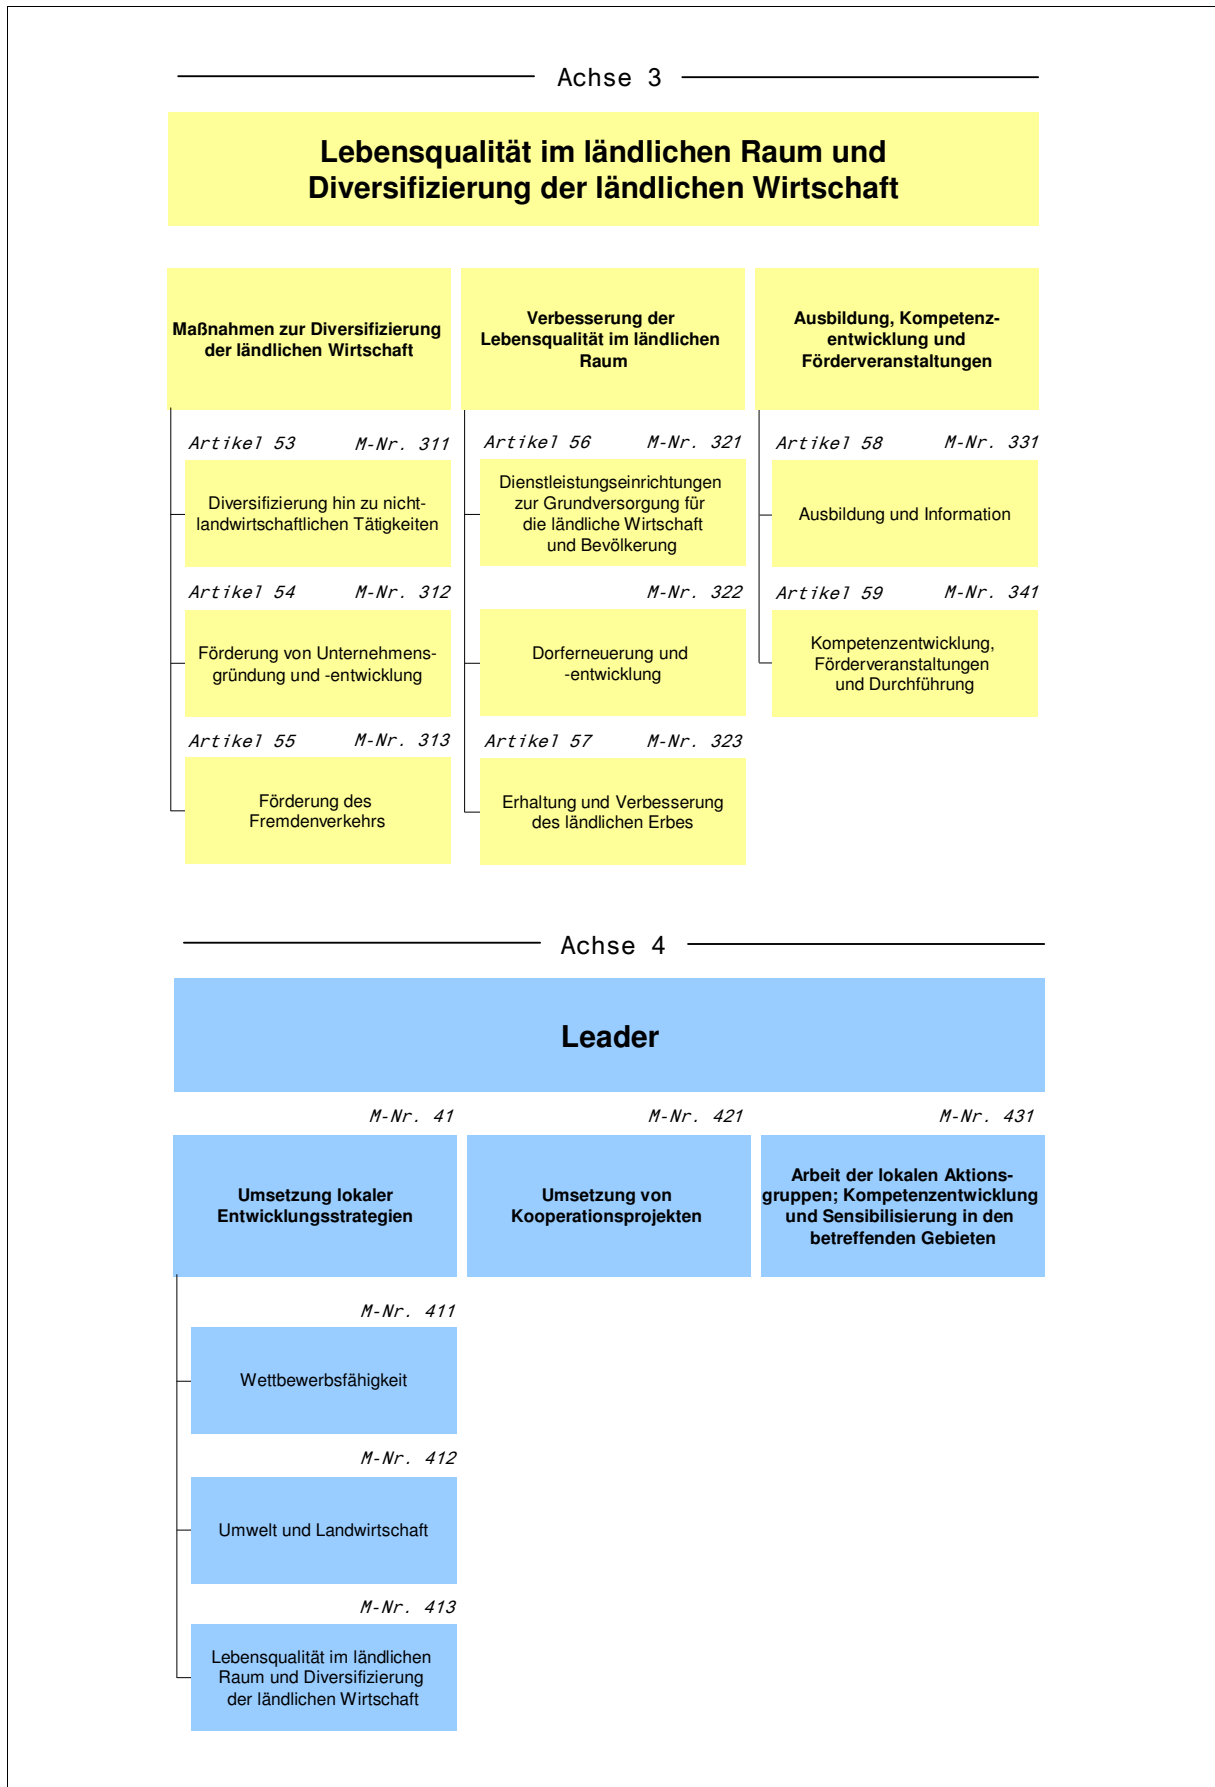 Achse 3
Lebensqualität im ländlichen Raum und
Diversifizierung der ländlichen Wirtschaft
Maßnahmen zur Diversifizierung
der ländlichen Wirtschaft
Artikel 53 M-Nr. 311
Diversifizierung hin zu nicht-
landwirtschaftlichen Tätigkeiten
Artikel 54 M-Nr. 312
Förderung von Unternehmens-
gründung und -entwicklung
Artikel 55 M-Nr. 313
Förderung des
Fremdenverkehrs
Verbesserung der
Lebensqualität im ländlichen
Raum
Artikel 56 M-Nr. 321
Dienstleistungseinrichtungen
zur Grundversorgung für
die ländliche Wirtschaft
und Bevölkerung
M-Nr. 322
Dorferneuerung und
-entwicklung
Artikel 57 M-Nr. 323
Erhaltung und Verbesserung
des ländlichen Erbes
Ausbildung, Kompetenz-
entwicklung und
Förderveranstaltungen
Artikel 58 M-Nr. 331
Ausbildung und Information
Artikel 59 M-Nr. 341
Kompetenzentwicklung,
Förderveranstaltungen
und Durchführung
Achse 4
Leader
M-Nr. 41
Umsetzung lokaler
Entwicklungsstrategien
M-Nr. 411
Wettbewerbsfähigkeit
M-Nr. 412
Umwelt und Landwirtschaft
M-Nr. 413
Lebensqualität im ländlichen
Raum und Diversifizierung
der ländlichen Wirtschaft
M-Nr. 421
Umsetzung von
Kooperationsprojekten
M-Nr. 431
Arbeit der lokalen Aktions-
gruppen; Kompetenzentwicklung
und Sensibilisierung in den
betreffenden Gebieten